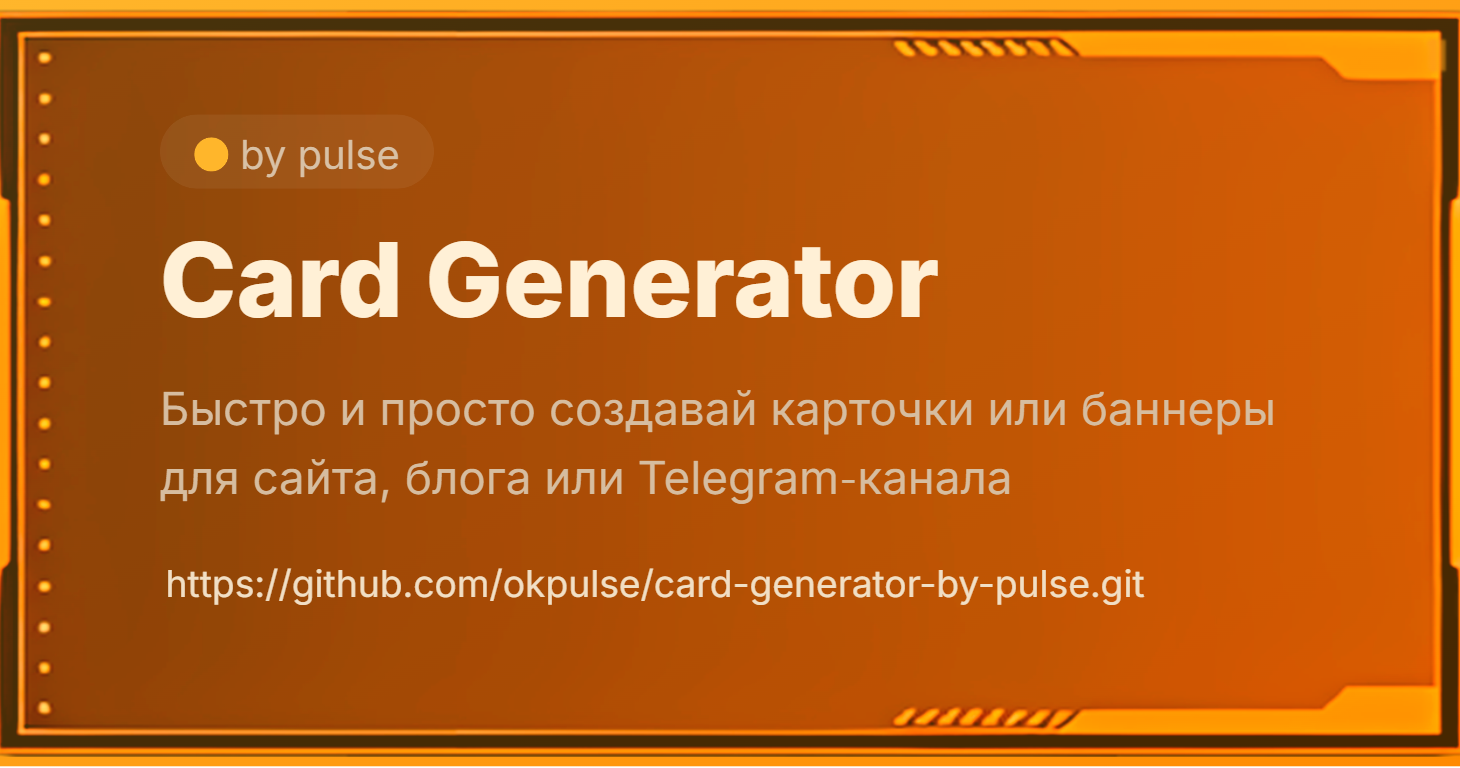 by pulse
Card Generator
Быстро и просто создавай карточки или баннеры
для сайта, блога или Telegram-канала
https://github.com/okpulse/card-generator-by-pulse.git